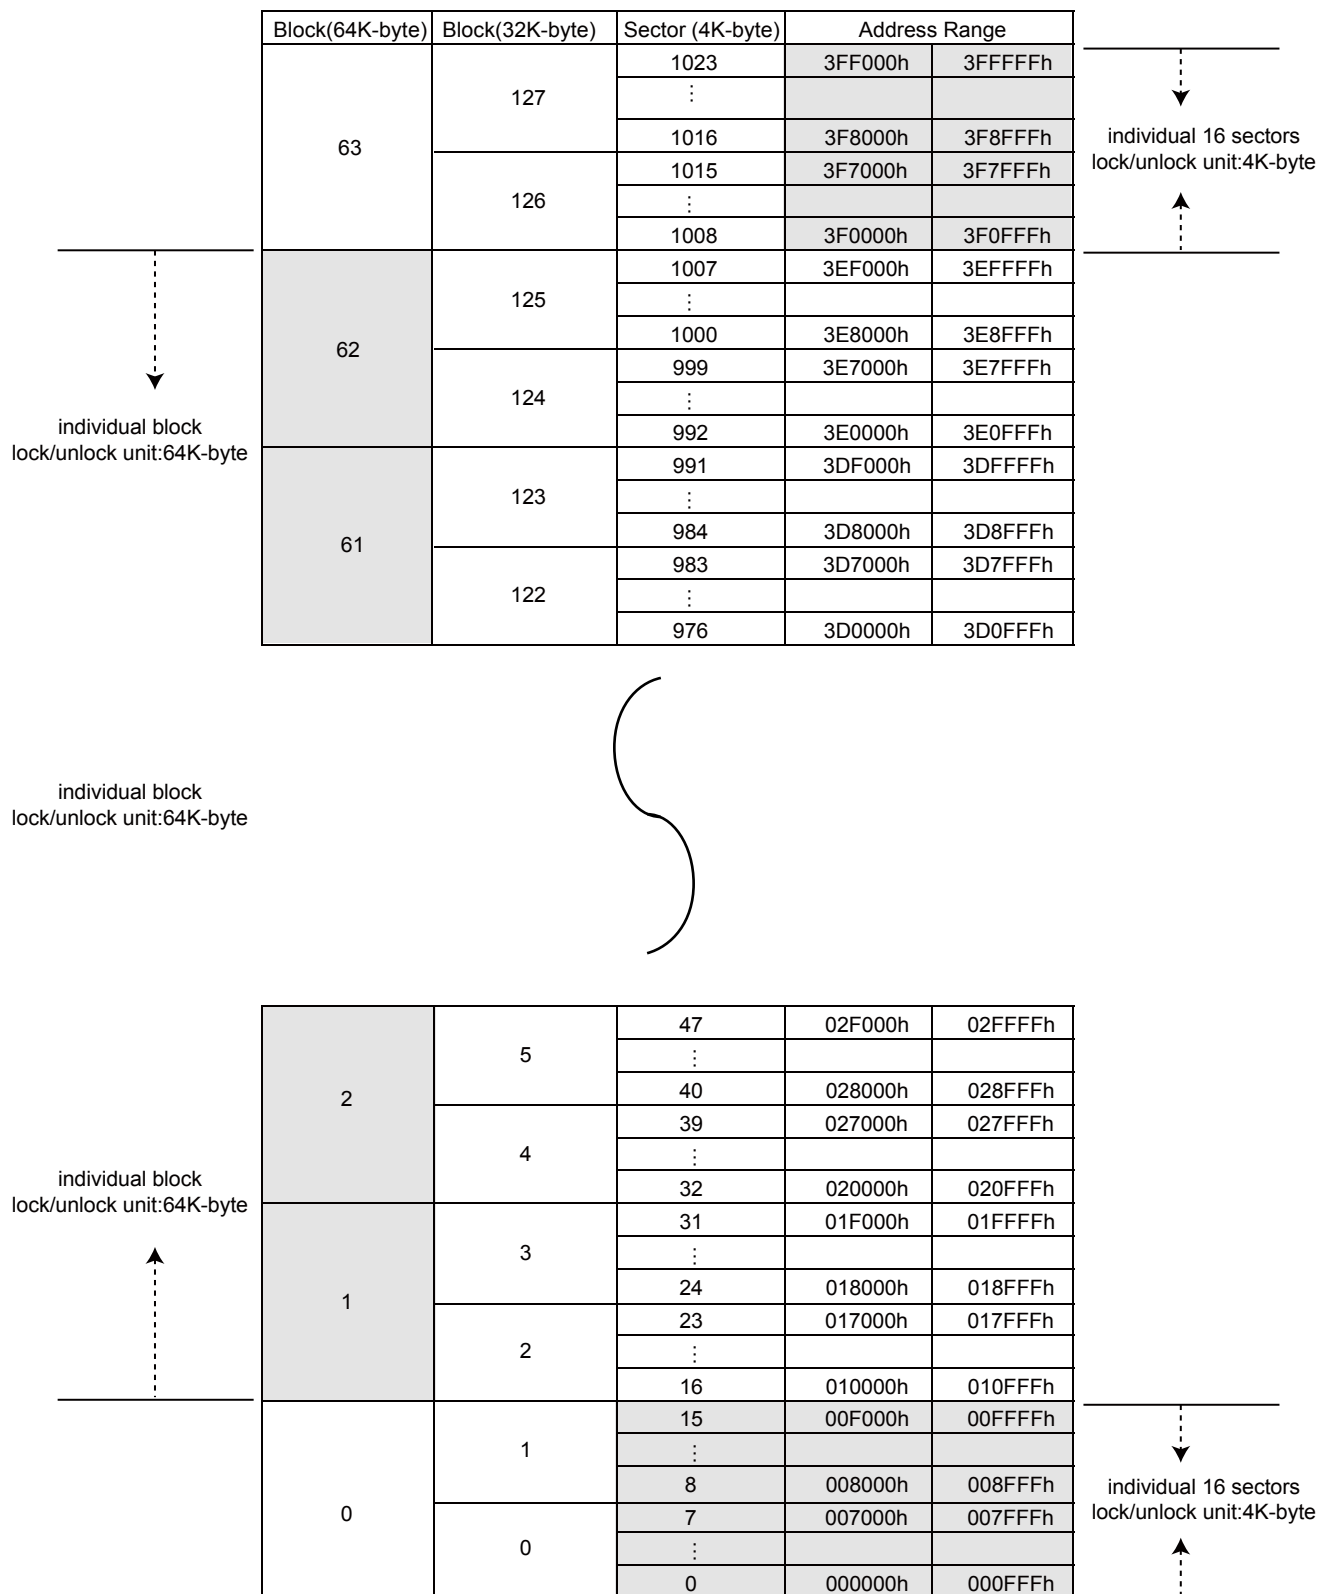 Block(64K-byte) Block(32K-byte) Sector (4K-byte) Address Range
1023 3FF000h 3FFFFFh
127 ⋮
1016 3F8000h 3F8FFFh
63
1015 3F7000h 3F7FFFh
126 ⋮
1008 3F0000h 3F0FFFh
individual 16 sectors
lock/unlock unit:4K-byte
1007 3EF000h 3EFFFFh
125 ⋮
1000 3E8000h 3E8FFFh
62
999 3E7000h 3E7FFFh
124 ⋮
992 3E0000h 3E0FFFh
individual block
lock/unlock unit:64K-byte
991 3DF000h 3DFFFFh
123 ⋮
984 3D8000h 3D8FFFh
61
983 3D7000h 3D7FFFh
122 ⋮
976 3D0000h 3D0FFFh
individual block
lock/unlock unit:64K-byte
47 02F000h 02FFFFh
5 ⋮
40 028000h 028FFFh
2
39 027000h 027FFFh
4 ⋮
32 020000h 020FFFh
individual block
lock/unlock unit:64K-byte
31 01F000h 01FFFFh
3 ⋮
24 018000h 018FFFh
1
23 017000h 017FFFh
2 ⋮
16 010000h 010FFFh
15 00F000h 00FFFFh
1 ⋮
8 008000h 008FFFh
0
7 007000h 007FFFh
0 ⋮
0 000000h 000FFFh
individual 16 sectors
lock/unlock unit:4K-byte